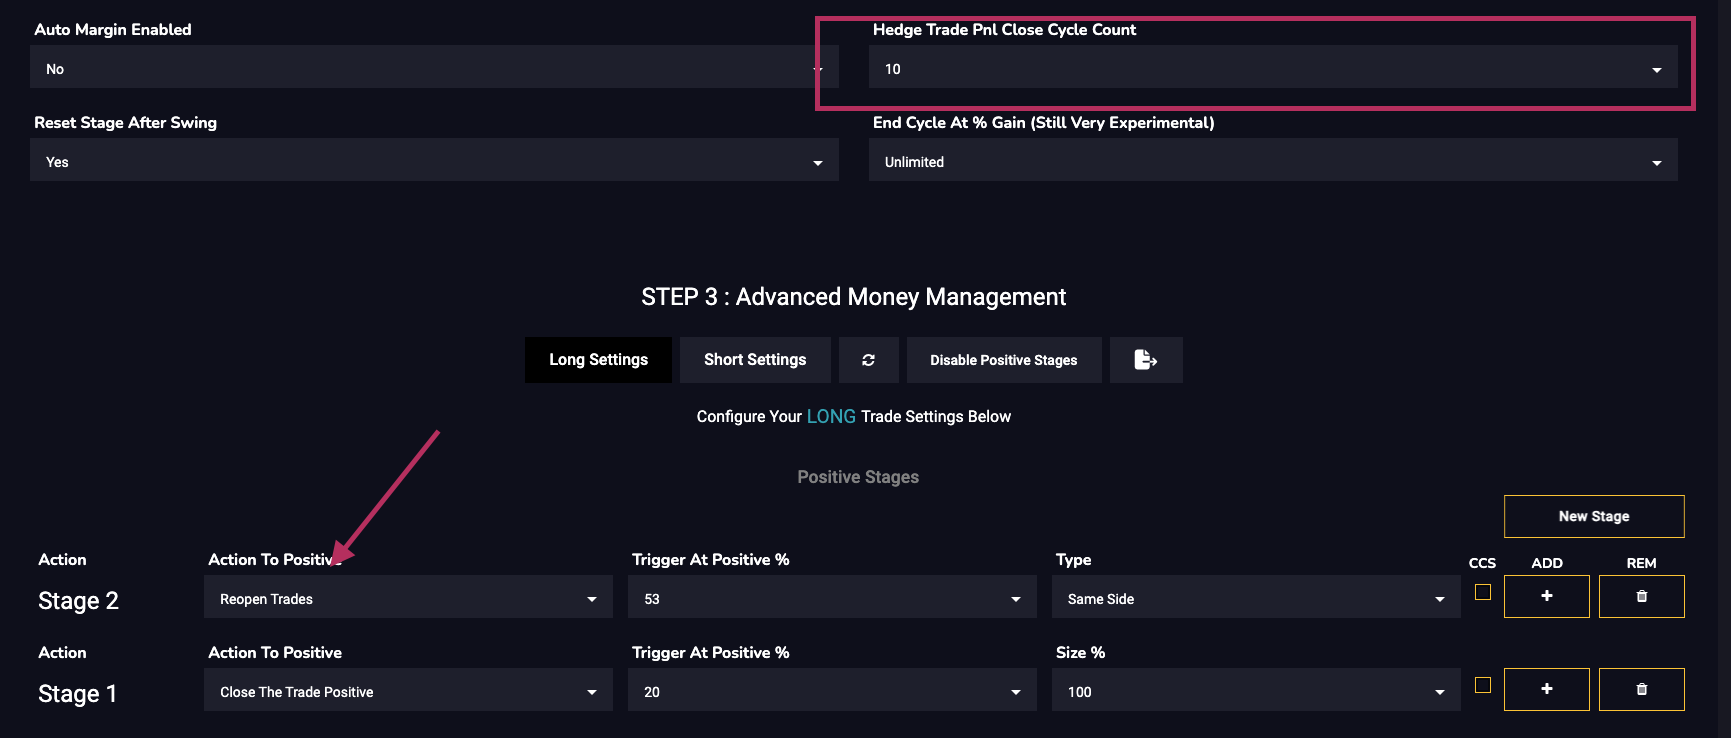 Auto Margin Enabled
Hedge Trade Pnl Close Cycle Count
No
10
Reset Stage After Swing
End Cycle At % Gain (Still Very Experimental)
Yes
Unlimited
STEP 3 : Advanced Money Management
Long Settings
Short Settings
Disable Positive Stages
Configure Your LONG Trade Settings Below
Positive Stages
New Stage
Action
Action To Positive
Trigger At Positive %
Type
CCS
ADD
REM
Stage 2
Reopen Trades
53
Same Side
Action
Action To Positive
Trigger At Positive %
Size %
Stage 1
Close The Trade Positive
20
100